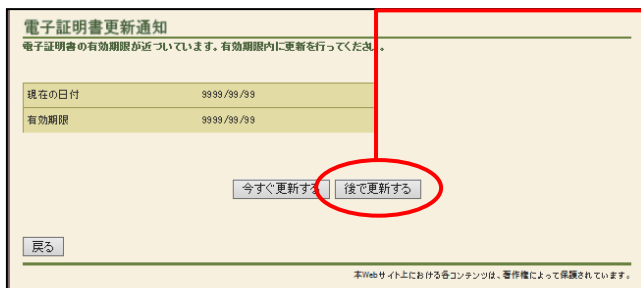 電子証明書更新通知
電子証明書の有効期限が近づいています。有効期限内に更新を行ってください。
現在の日付 9999/99/99
有効期限 9999/99/99
今すぐ更新する 後で更新する
戻る
本Webサイト上における各コンテンツは、著作権によって保護されています。